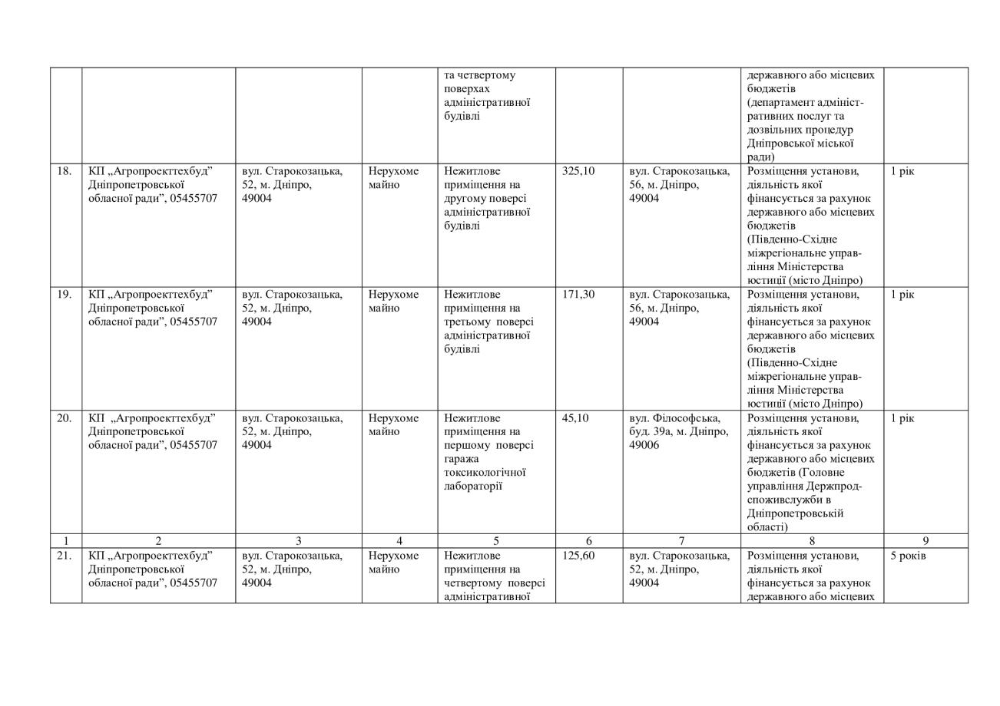 та четвертому
поверхах
адміністративної
будівлі
державного або місцевих
бюджетів
(департамент адмініст-
ративних послуг та
дозвільних процедур
Дніпровської міської
ради)
18.
КП „Агропроекттехбуд”
Дніпропетровської
обласної ради”, 05455707
вул. Старокозацька,
52, м. Дніпро,
49004
Нерухоме
майно
Нежитлове
приміщення на
другому поверсі
адміністративної
будівлі
325,10
вул. Старокозацька,
56, м. Дніпро,
49004
Розміщення установи,
діяльність якої
фінансується за рахунок
державного або місцевих
бюджетів
(Південно-Східне
міжрегіональне управ-
ління Міністерства
юстиції (місто Дніпро)
1 рік
19.
КП „Агропроекттехбуд”
Дніпропетровської
обласної ради”, 05455707
вул. Старокозацька,
52, м. Дніпро,
49004
Нерухоме
майно
Нежитлове
приміщення на
третьому поверсі
адміністративної
будівлі
171,30
вул. Старокозацька,
56, м. Дніпро,
49004
Розміщення установи,
діяльність якої
фінансується за рахунок
державного або місцевих
бюджетів
(Південно-Східне
міжрегіональне управ-
ління Міністерства
юстиції (місто Дніпро)
1 рік
20.
КП „Агропроекттехбуд”
Дніпропетровської
обласної ради”, 05455707
вул. Старокозацька,
52, м. Дніпро,
49004
Нерухоме
майно
Нежитлове
приміщення на
першому поверсі
гаража
токсикологічної
лабораторії
45,10
вул. Філософська,
буд. 39а, м. Дніпро,
49006
Розміщення установи,
діяльність якої
фінансується за рахунок
державного або місцевих
бюджетів (Головне
управління Держпрод-
споживслужби в
Дніпропетровській
області)
1 рік
1 2 3 4 5 6 7 8 9
21.
КП „Агропроекттехбуд”
Дніпропетровської
обласної ради”, 05455707
вул. Старокозацька,
52, м. Дніпро,
49004
Нерухоме
майно
Нежитлове
приміщення на
четвертому поверсі
адміністративної
125,60
вул. Старокозацька,
52, м. Дніпро,
49004
Розміщення установи,
діяльність якої
фінансується за рахунок
державного або місцевих
5 років